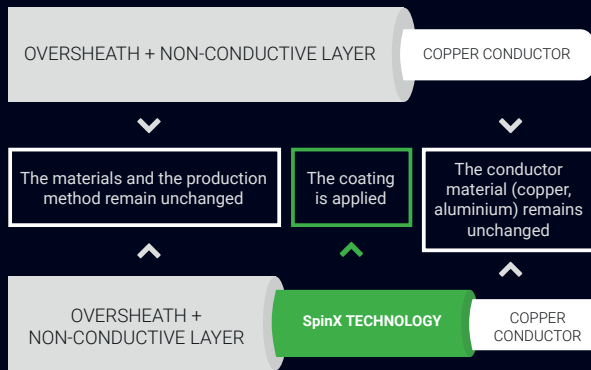 OVERSHEATH + NON-CONDUCTIVE LAYER
COPPER CONDUCTOR
The materials and the production
method remain unchanged
The coating
is applied
The conductor
material (copper,
aluminium) remains
unchanged
OVERSHEATH +
NON-CONDUCTIVE LAYER
SpinX TECHNOLOGY
COPPER
CONDUCTOR